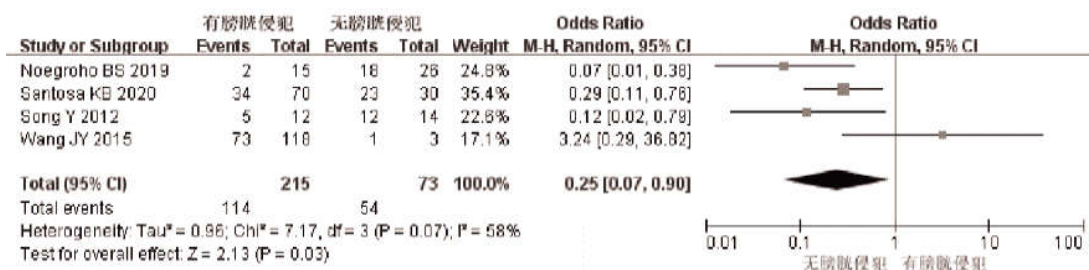 有膀胱侵犯 无膀胱侵犯 Odds Ratio Odds Ratio
Study or Subgroup Events Total Events Total Weight M-H, Random, 95% CI M-H, Random, 95% CI
Noegroho BS 2019 2 15 18 26 24.8% 0.07 [0.01, 0.38]
Santosa KB 2020 34 70 23 30 35.4% 0.29 [0.11, 0.76]
Song Y 2012 5 12 12 14 22.6% 0.12 [0.02, 0.79]
Wang JY 2015 73 118 1 3 17.1% 3.24 [0.29, 36.82]
Total (95% CI) 215 73 100.0% 0.25 [0.07, 0.90]
Total events 114 54
Heterogeneity: Tau² = 0.96; Chi² = 7.17, df = 3 (P = 0.07); I² = 58%
Test for overall effect: Z = 2.13 (P = 0.03)
0.01 0.1 1 10 100
无膀胱侵犯 有膀胱侵犯